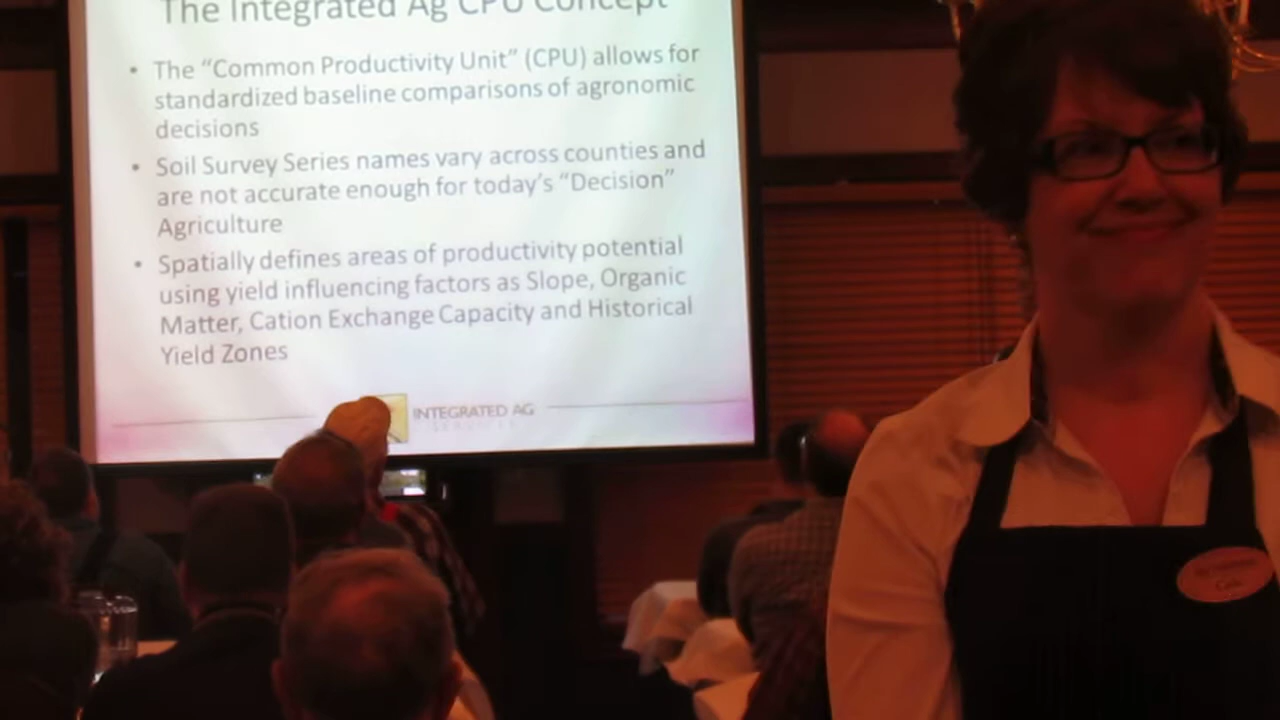 The Integrated Ag CPU Concept
• The “Common Productivity Unit” (CPU) allows for
standardized baseline comparisons of agronomic
decisions
• Soil Survey Series names vary across counties and
are not accurate enough for today’s “Decision”
Agriculture
• Spatially defines areas of productivity potential
using yield influencing factors as Slope, Organic
Matter, Cation Exchange Capacity and Historical
Yield Zones
INTEGRATED AG
SERVICES